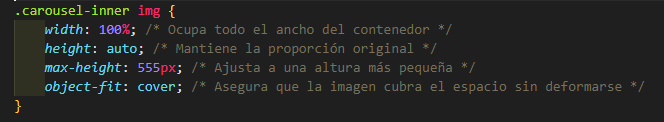 .carousel-inner img {
    width: 100%; /* Ocupa todo el ancho del contenedor */
    height: auto; /* Mantiene la proporción original */
    max-height: 555px; /* Ajusta a una altura más pequeña */
    object-fit: cover; /* Asegura que la imagen cubra el espacio sin deformarse */
}